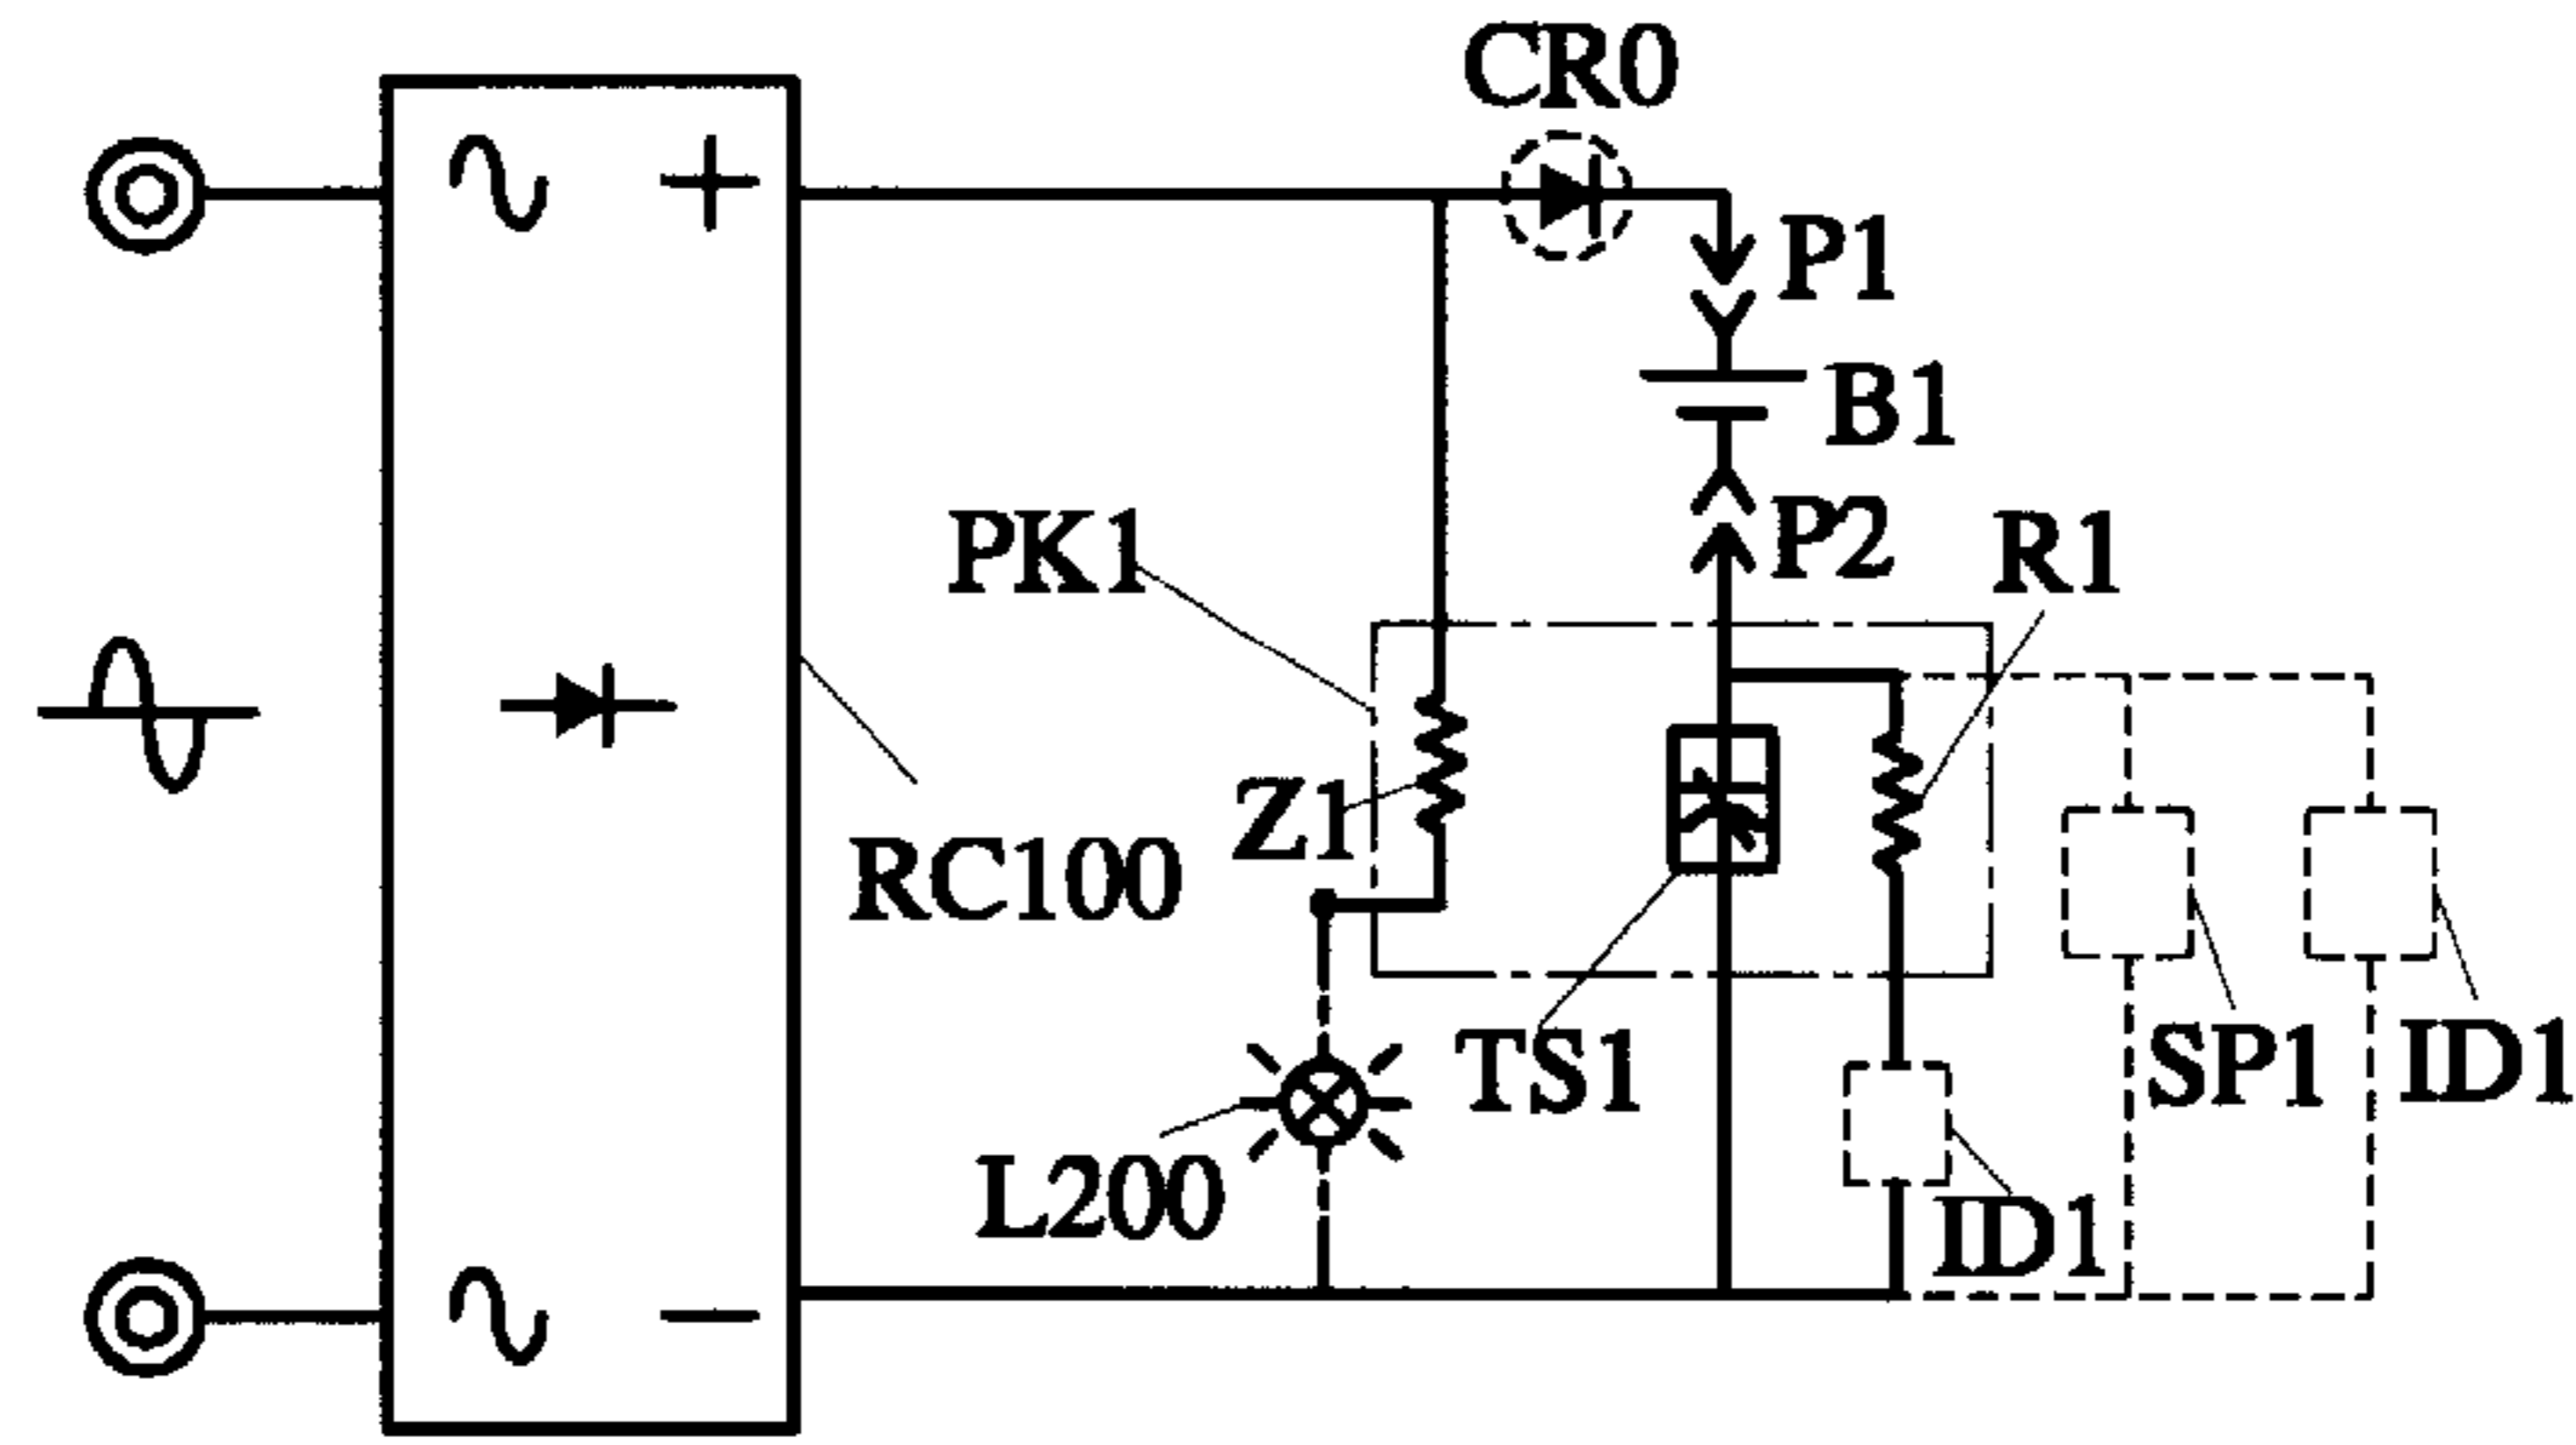 CR0
+
P1
B1
PK1
P2
R1
Z1
RC100
TS1
SP1
ID1
L200
ID1
−